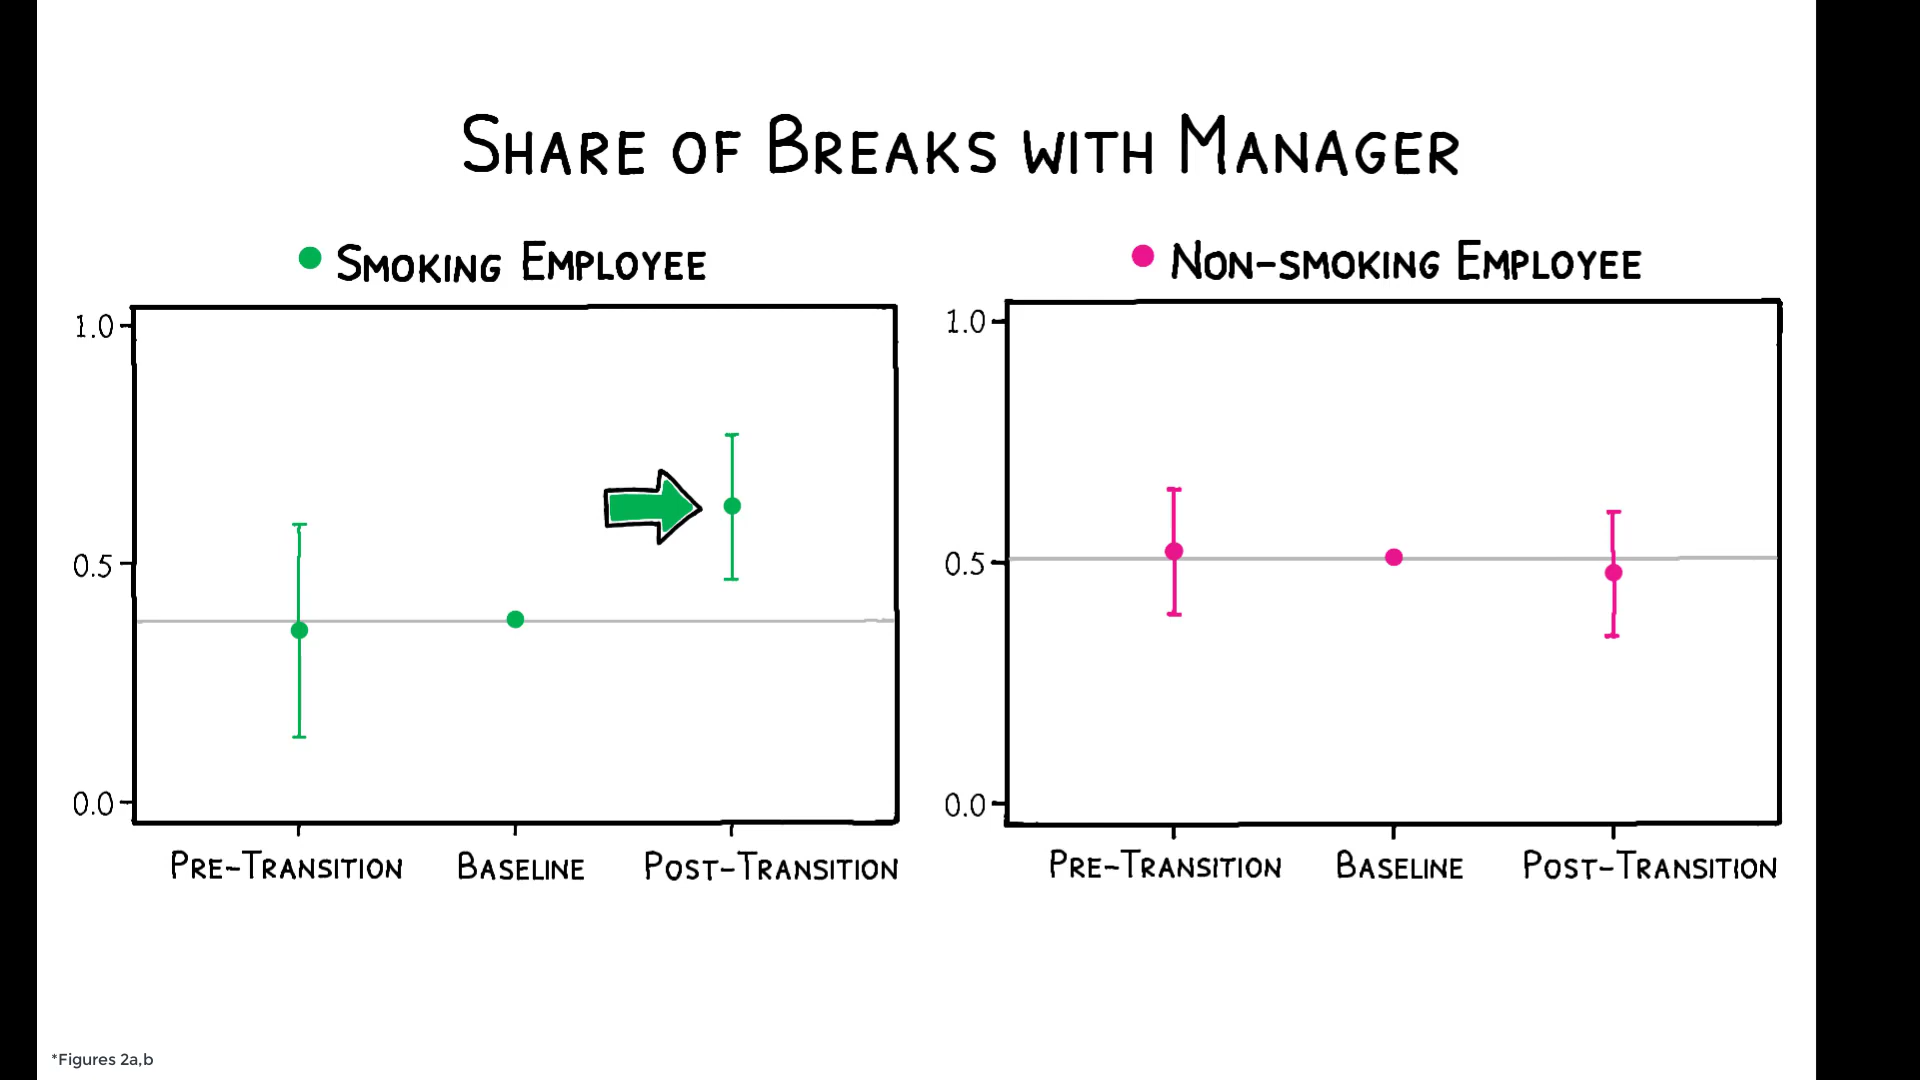 Share of Breaks with Manager
Smoking Employee
1.0
0.5
0.0
Pre-Transition Baseline Post-Transition
Non-smoking Employee
1.0
0.5
0.0
Pre-Transition Baseline Post-Transition
*Figures 2a,b